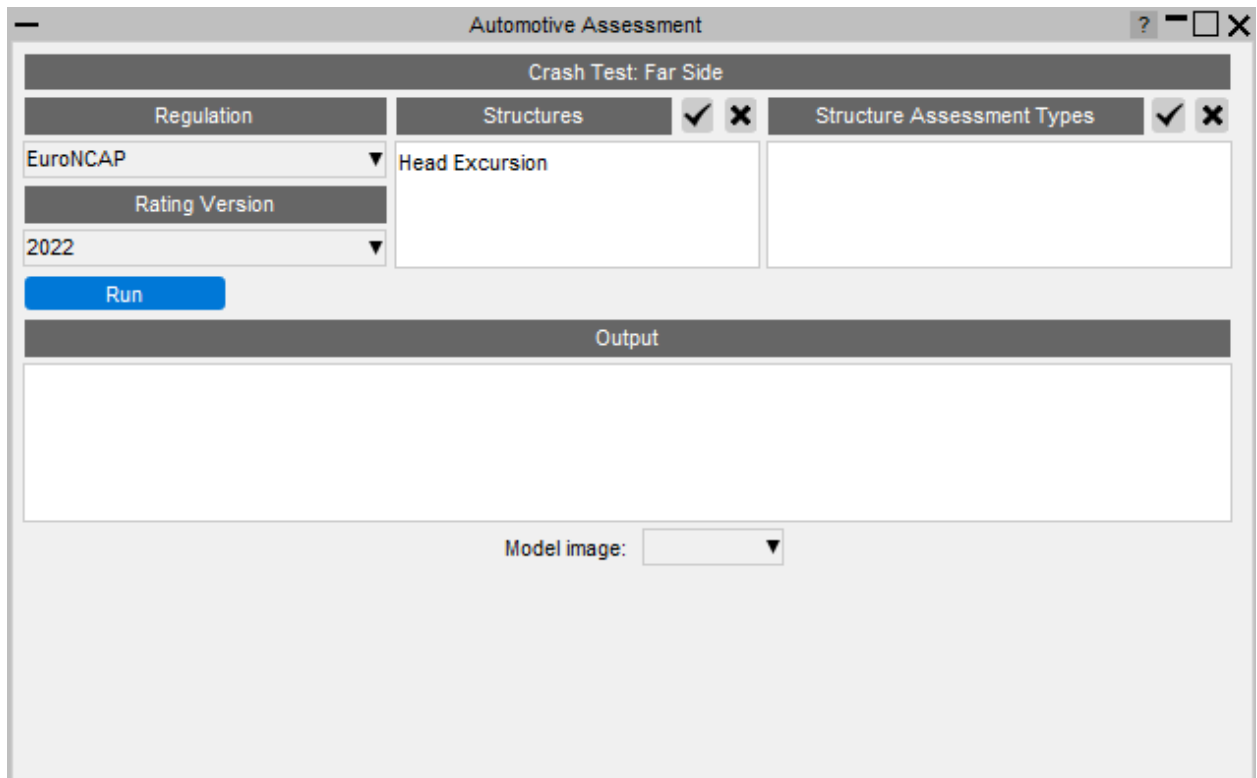 Automotive Assessment
?
Crash Test: Far Side
Regulation
Structures
Structure Assessment Types
EuroNCAP
Head Excursion
Rating Version
2022
Run
Output
Model image: